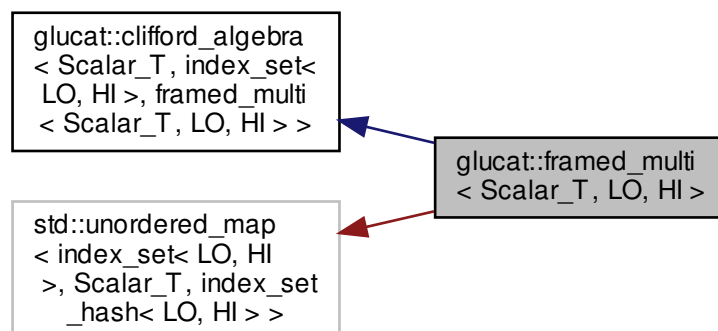 glucat::clifford_algebra
< Scalar_T, index_set<
LO, HI >, framed_multi
< Scalar_T, LO, HI > >
glucat::framed_multi
< Scalar_T, LO, HI >
std::unordered_map
< index_set< LO, HI
>, Scalar_T, index_set
_hash< LO, HI > >